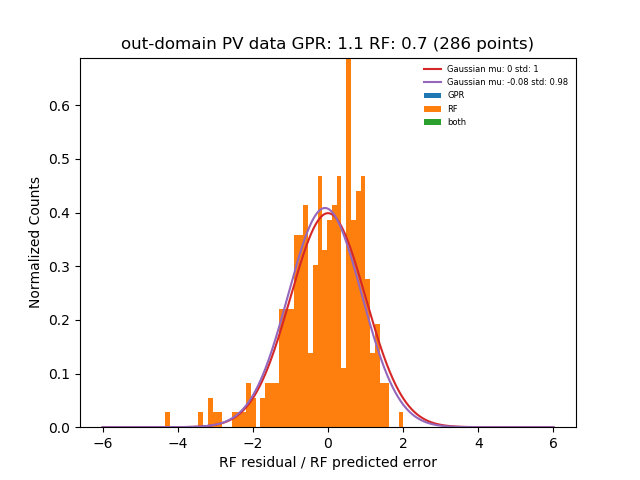 out-domain PV data GPR: 1.1 RF: 0.7 (286 points)
Gaussian mu: 0 std: 1
Gaussian mu: -0.08 std: 0.98
GPR
RF
both
Normalized Counts
0.6
0.5
0.4
0.3
0.2
0.1
0.0
−6 −4 −2 0 2 4 6
RF residual / RF predicted error